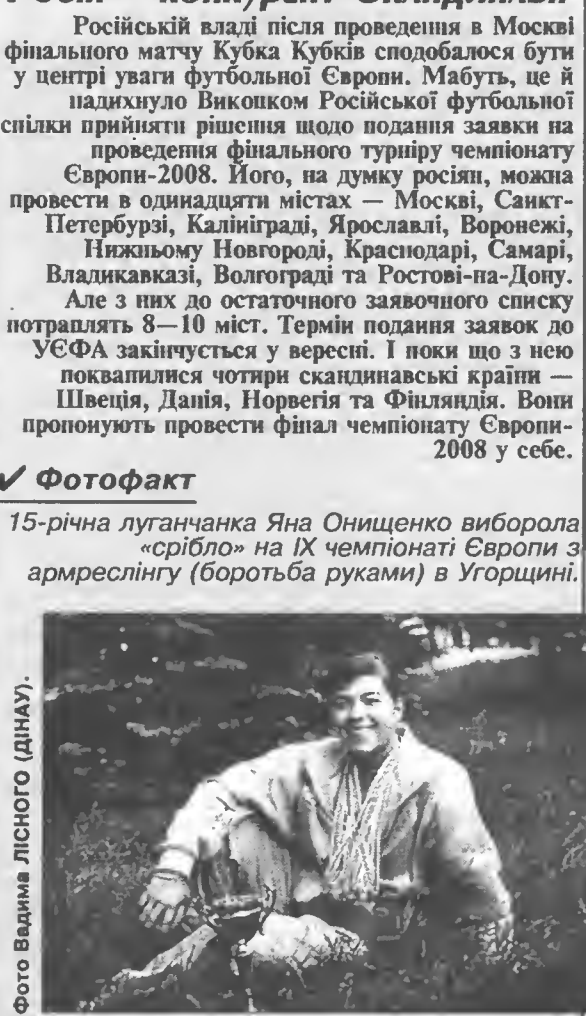 Російській владі після проведення в Москві
фінального матчу Кубка Кубків сподобалося бути
у центрі уваги футбольної Європи. Мабуть, це й
надихнуло Виконком Російської футбольної
спілки прийняти рішення щодо подання заявки на
проведення фінального турніру чемпіонату
Європи-2008. Його, на думку росіян, можна
провести в одинадцяти містах — Москві, Санкт-
Петербурзі, Калініграді, Ярославлі, Воронежі,
Нижньому Новгороді, Краснодарі, Самарі,
Владикавказі, Волгограді та Ростові-на-Дону.
Але з них до остаточного заявочного списку
потраплять 8—10 міст. Термін подання заявок до
УЄФА закінчується у вересні. І поки що з нею
поквапилися чотири скандинавські країни —
Швеція, Данія, Норвегія та Фінляндія. Вони
пропонують провести фінал чемпіонату Європи-
2008 у себе.
✓ Фотофакт
15-річна луганчанка Яна Онищенко виборола
«срібло» на IX чемпіонаті Європи з
армреслінгу (боротьба руками) в Угорщині.
Фото Вадима ЛІСНОГО (ДІНАУ).